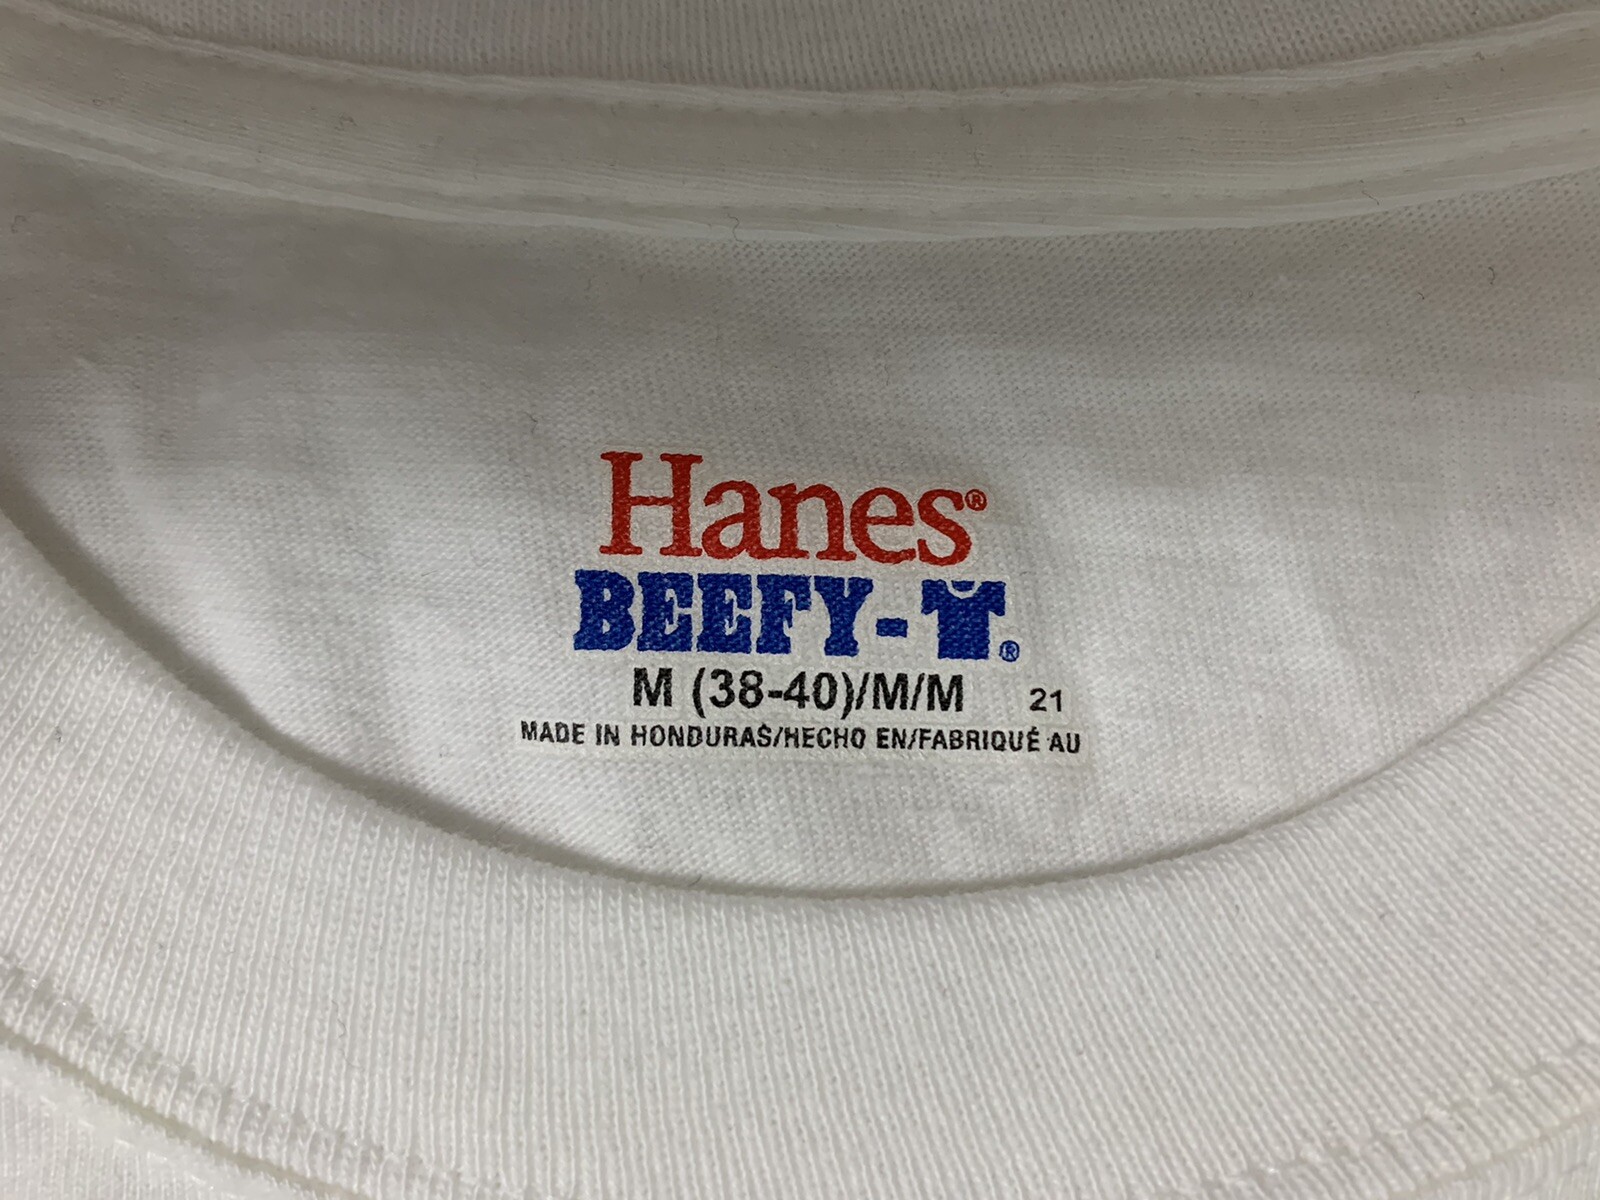 Hanes®
BEEFY-T®
M (38-40)/M/M 21
MADE IN HONDURAS/HECHO EN/FABRIQUÉ AU